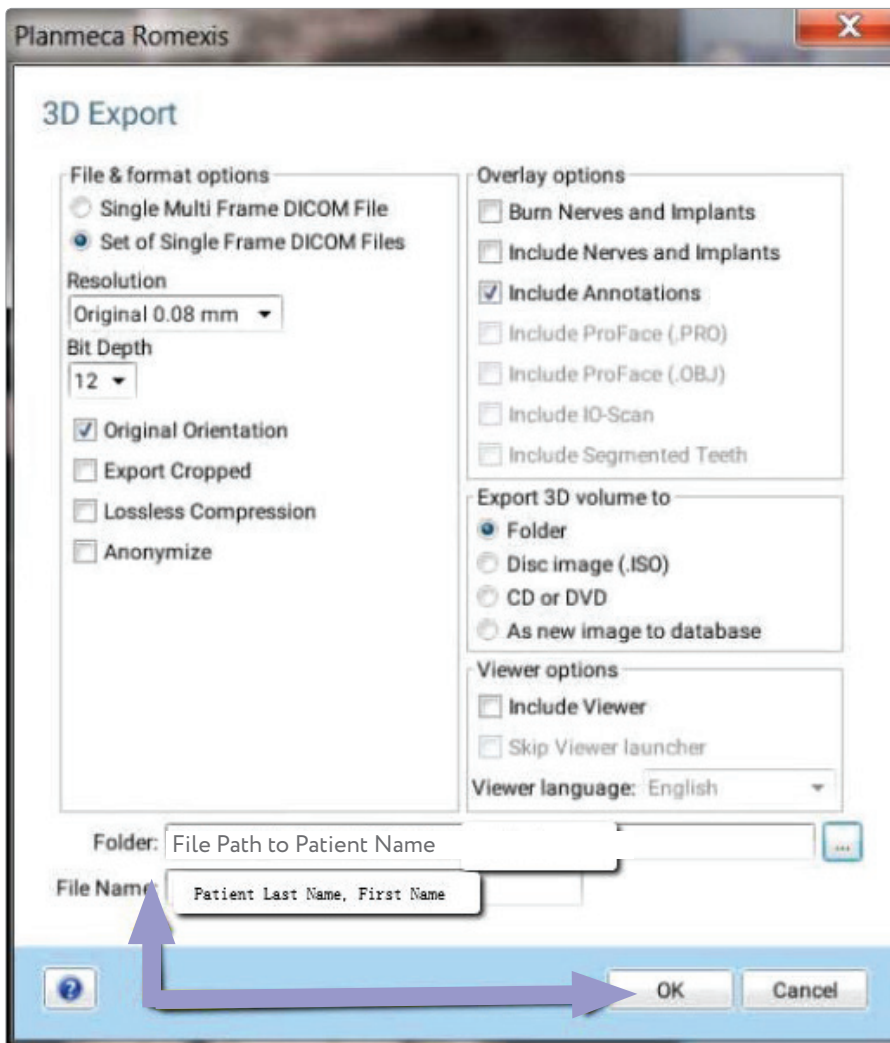 Planmeca Romexis
3D Export
File & format options
Single Multi Frame DICOM File
Set of Single Frame DICOM Files
Resolution
Original 0.08 mm
Bit Depth
12
Original Orientation
Export Cropped
Lossless Compression
Anonymize
Overlay options
Burn Nerves and Implants
Include Nerves and Implants
Include Annotations
Include ProFace (.PRO)
Include ProFace (.OBJ)
Include IO-Scan
Include Segmented Teeth
Export 3D volume to
Folder
Disc image (.ISO)
CD or DVD
As new image to database
Viewer options
Include Viewer
Skip Viewer launcher
Viewer language: English
Folder: File Path to Patient Name ...
File Name: Patient Last Name, First Name
? OK Cancel